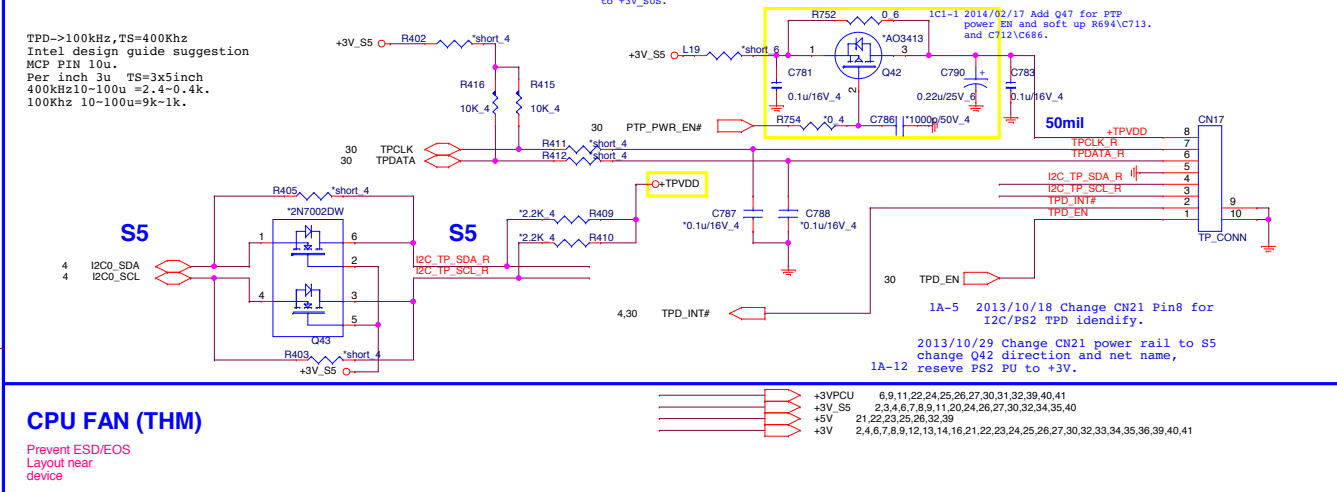 to +3V_S0S.
TPD->100kHz,TS=400Khz
Intel design guide suggestion
MCP PIN 10u.
Per inch 3u TS=3x5inch
400kHz10~100u =2.4~0.4k.
100Khz 10~100u=9k~1k.
+3V_S5
R402
*short_4
R416
R415
10K_4
10K_4
+3V_S5
L19
*short_6
R752
0_6
1
*AO3413
3
Q42
2
C781
0.1u/16V_4
C790
+
0.22u/25V_6
C783
0.1u/16V_4
1C1-1 2014/02/17 Add Q47 for PTP
power EN and soft up R694\C713.
and C712\C686.
30 PTP_PWR_EN#
R754
*0_4
C786
*1000p/50V_4
50mil
CN17
30 TPCLK
30 TPDATA
R411
*short_4
R412
*short_4
+TPVDD 8
TPCLK_R 7
TPDATA_R 6
5
I2C_TP_SDA_R 4
I2C_TP_SCL_R 3
TPD_INT# 2
TPD_EN 1
9
10
TP_CONN
+TPVDD
R405
*short_4
*2N7002DW
S5
S5
*2.2K_4
R409
*2.2K_4
R410
C787
*0.1u/16V_4
C788
*0.1u/16V_4
1
6
2
4
3
5
4 I2C0_SDA
4 I2C0_SCL
I2C_TP_SDA_R
I2C_TP_SCL_R
Q43
R403
*short_4
+3V_S5
4,30 TPD_INT#
30 TPD_EN
1A-5 2013/10/18 Change CN21 Pin8 for
I2C/PS2 TPD idendify.
2013/10/29 Change CN21 power rail to S5
change Q42 direction and net name,
1A-12 reseve PS2 PU to +3V.
CPU FAN (THM)
Prevent ESD/EOS
Layout near
device
+3VPCU 6,9,11,22,24,25,26,27,30,31,32,39,40,41
+3V_S5 2,3,4,6,7,8,9,11,20,24,26,27,30,32,34,35,40
+5V 21,22,23,25,26,32,39
+3V 2,4,6,7,8,9,12,13,14,16,21,22,23,24,25,26,27,30,32,33,34,35,36,39,40,41